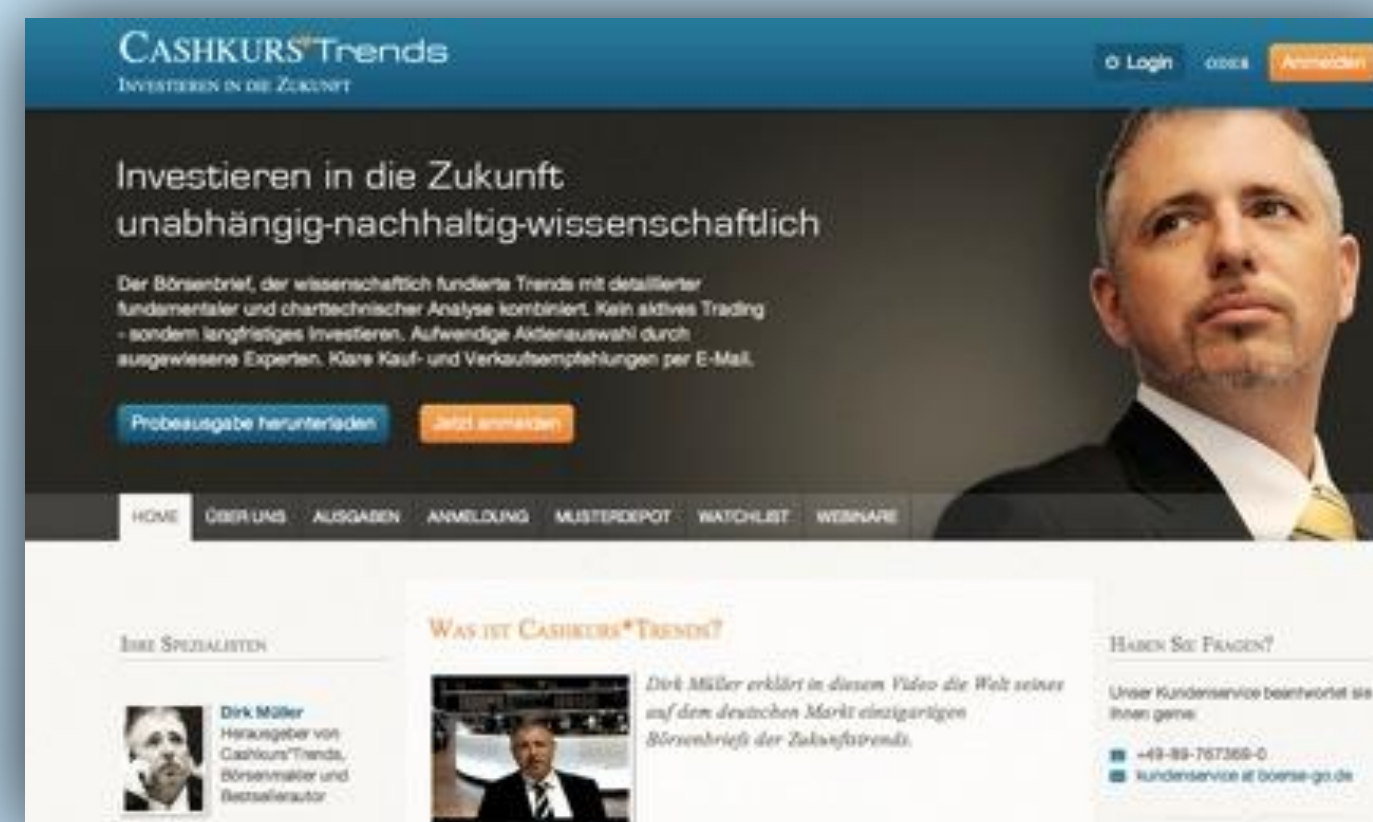 CASHKURS*Trends
INVESTIEREN IN DIE ZUKUNFT
Login ODER Anmelden
Investieren in die Zukunft
unabhängig-nachhaltig-wissenschaftlich
Der Börsenbrief, der wissenschaftlich fundierte Trends mit detaillierter
fundamentaler und charttechnischer Analyse kombiniert. Kein aktives Trading
- sondern langfristiges Investieren. Aufwendige Aktienauswahl durch
ausgewiesene Experten. Klare Kauf- und Verkaufsempfehlungen per E-Mail.
Probeausgabe herunterladen Jetzt anmelden
HOME ÜBER UNS AUSGABEN ANMELDUNG MUSTERDEPOT WATCHLIST WEBINARE
IHRE SPEZIALISTEN
Dirk Müller
Herausgeber von
Cashkurs*Trends,
Börsenmakler und
Bestsellerautor
WAS IST CASHKURS*TRENDS?
Dirk Müller erklärt in diesem Video die Welt seines
auf dem deutschen Markt einzigartigen
Börsenbriefs der Zukunftstrends.
HABEN SIE FRAGEN?
Unser Kundenservice beantwortet sie
Ihnen gerne:
+49-89-767369-0
kundenservice at boerse-go.de